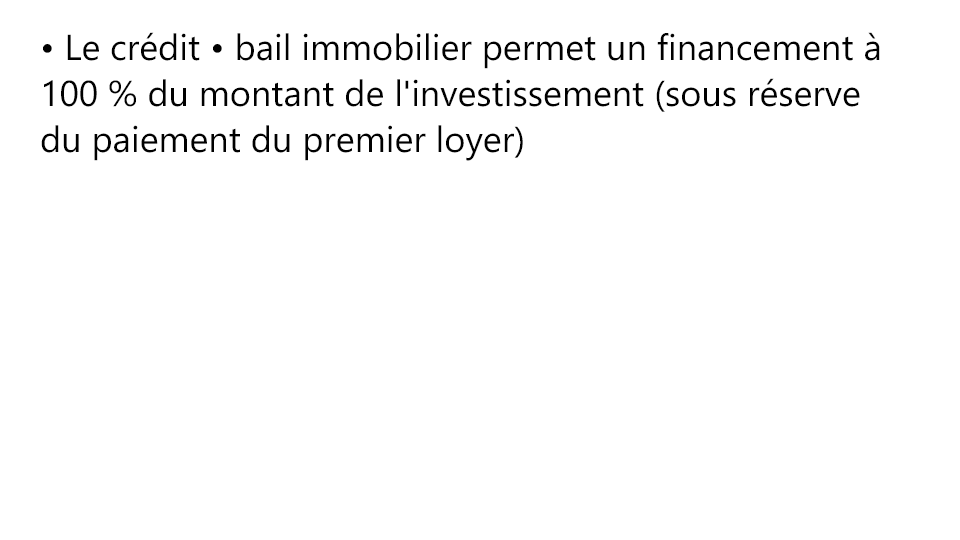 • Le crédit • bail immobilier permet un financement à
100 % du montant de l'investissement (sous réserve
du paiement du premier loyer)